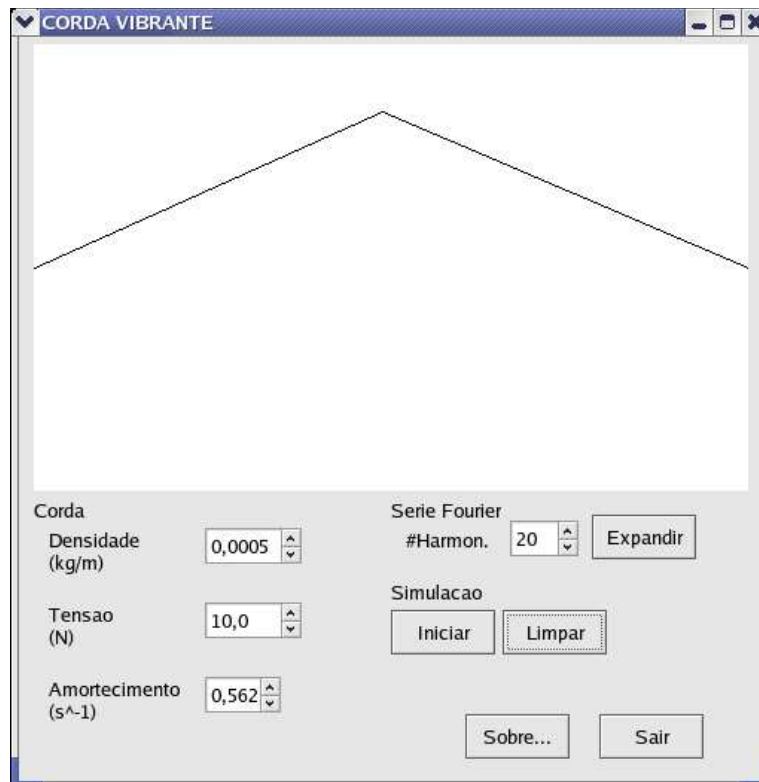 CORDA VIBRANTE
Corda
Densidade
(kg/m)
0,0005
Tensao
(N)
10,0
Amortecimento
(s^-1)
0,562
Serie Fourier
#Harmon.
20
Expandir
Simulacao
Iniciar
Limpar
Sobre...
Sair